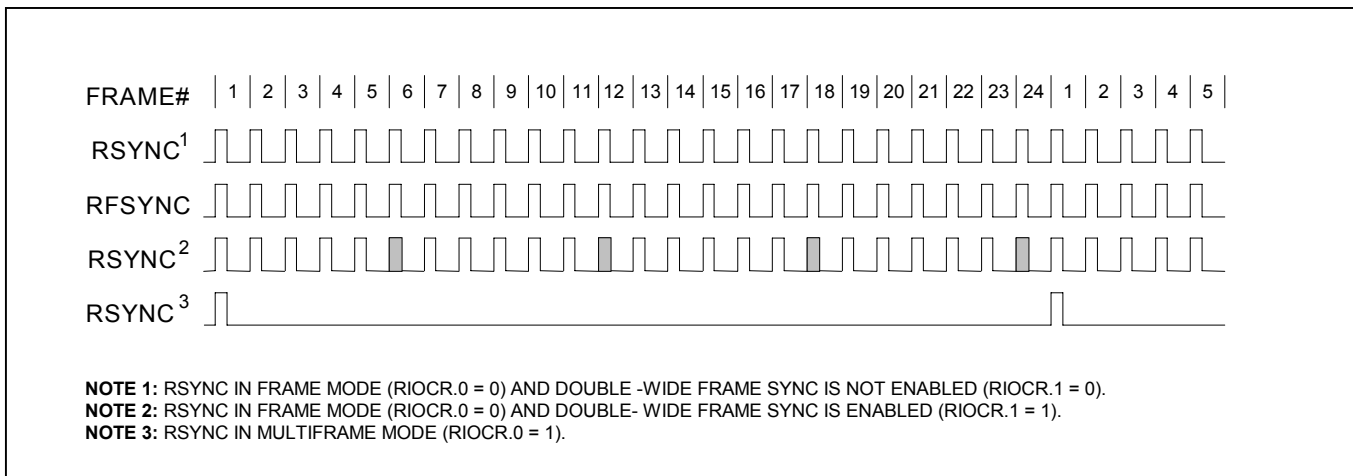 FRAME# 1 2 3 4 5 6 7 8 9 10 11 12 13 14 15 16 17 18 19 20 21 22 23 24 1 2 3 4 5
RSYNC¹
RFSYNC
RSYNC²
RSYNC³
NOTE 1: RSYNC IN FRAME MODE (RIOCR.0 = 0) AND DOUBLE -WIDE FRAME SYNC IS NOT ENABLED (RIOCR.1 = 0).
NOTE 2: RSYNC IN FRAME MODE (RIOCR.0 = 0) AND DOUBLE- WIDE FRAME SYNC IS ENABLED (RIOCR.1 = 1).
NOTE 3: RSYNC IN MULTIFRAME MODE (RIOCR.0 = 1).